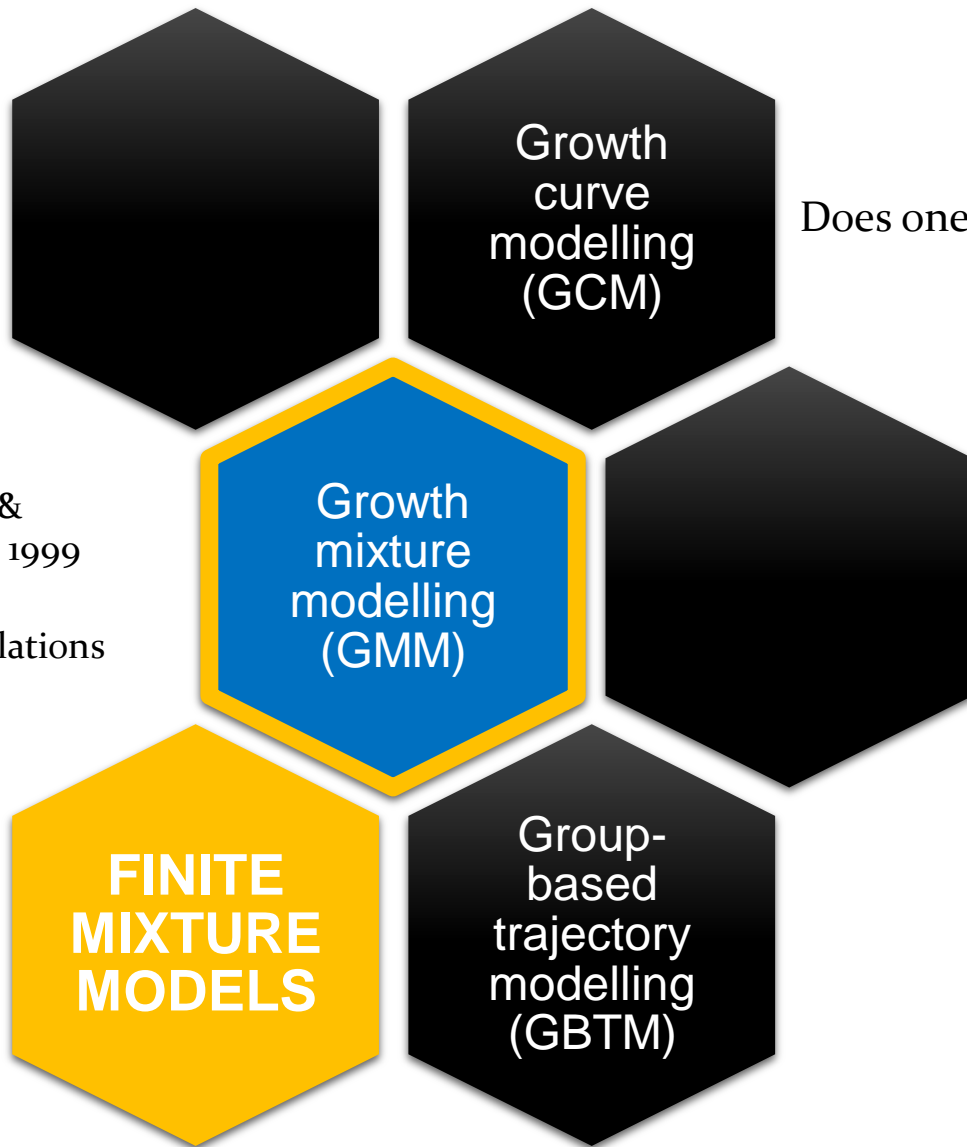 Growth
curve
modelling
(GCM)
Does one
&
1999
lations
Growth
mixture
modelling
(GMM)
FINITE
MIXTURE
MODELS
Group-
based
trajectory
modelling
(GBTM)